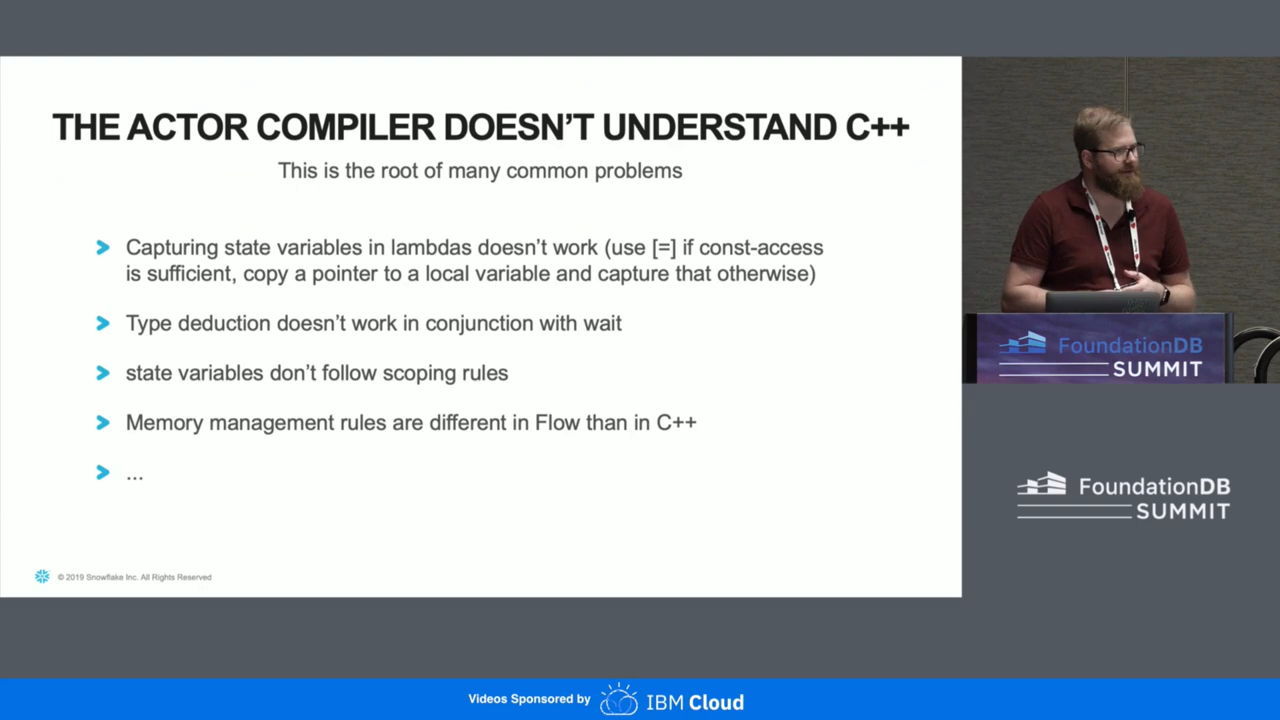 THE ACTOR COMPILER DOESN'T UNDERSTAND C++
This is the root of many common problems
Capturing state variables in lambdas doesn't work (use [=] if const-access
is sufficient, copy a pointer to a local variable and capture that otherwise)
Type deduction doesn't work in conjunction with wait
state variables don't follow scoping rules
Memory management rules are different in Flow than in C++
...
© 2019 Snowflake Inc. All Rights Reserved
FoundationDB
SUMMIT
FoundationDB
SUMMIT
Videos Sponsored by IBM Cloud